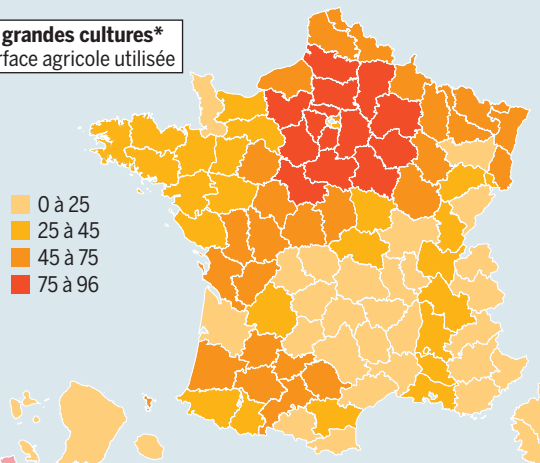 grandes cultures*
rface agricole utilisée
0 à 25
25 à 45
45 à 75
75 à 96